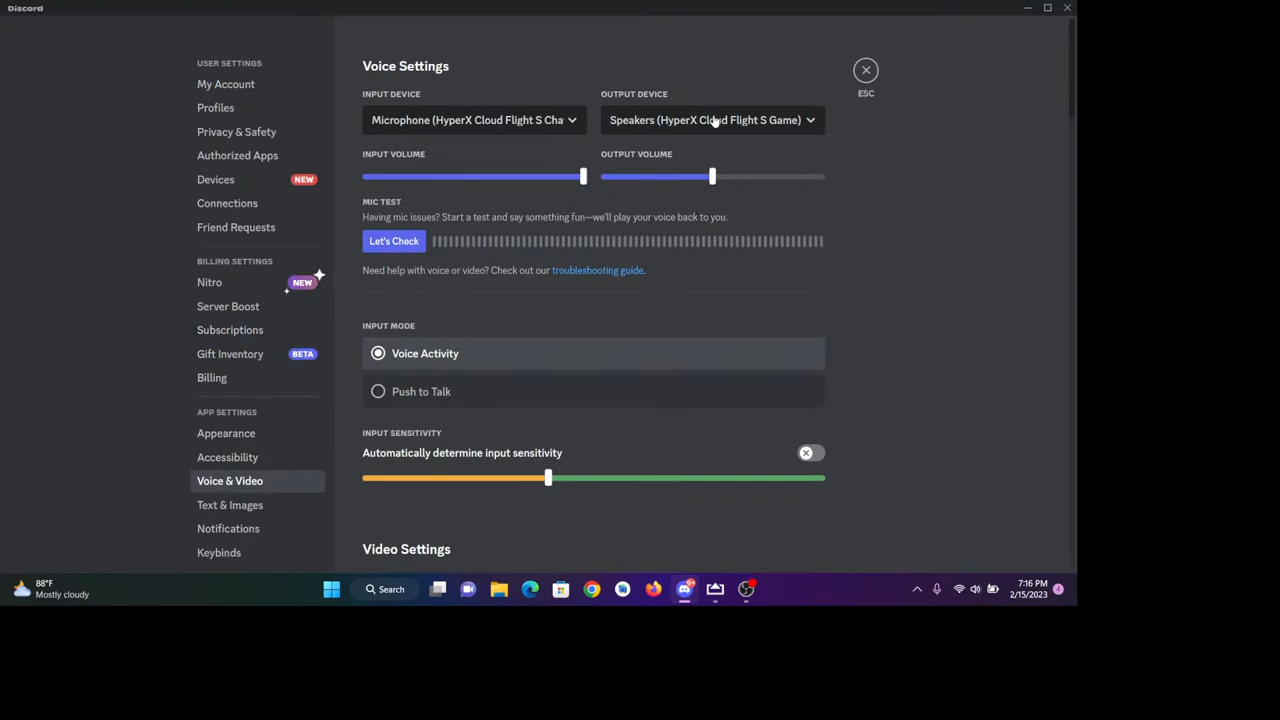 Discord
USER SETTINGS
My Account
Profiles
Privacy & Safety
Authorized Apps
Devices NEW
Connections
Friend Requests
BILLING SETTINGS
Nitro NEW
Server Boost
Subscriptions
Gift Inventory BETA
Billing
APP SETTINGS
Appearance
Accessibility
Voice & Video
Text & Images
Notifications
Keybinds
Voice Settings
INPUT DEVICE
Microphone (HyperX Cloud Flight S Cha
OUTPUT DEVICE
Speakers (HyperX Cloud Flight S Game)
INPUT VOLUME
OUTPUT VOLUME
MIC TEST
Having mic issues? Start a test and say something fun—we'll play your voice back to you.
Let's Check
Need help with voice or video? Check out our troubleshooting guide.
INPUT MODE
Voice Activity
Push to Talk
INPUT SENSITIVITY
Automatically determine input sensitivity
Video Settings
ESC
88°F
Mostly cloudy
Search
9+
7:16 PM
2/15/2023
4